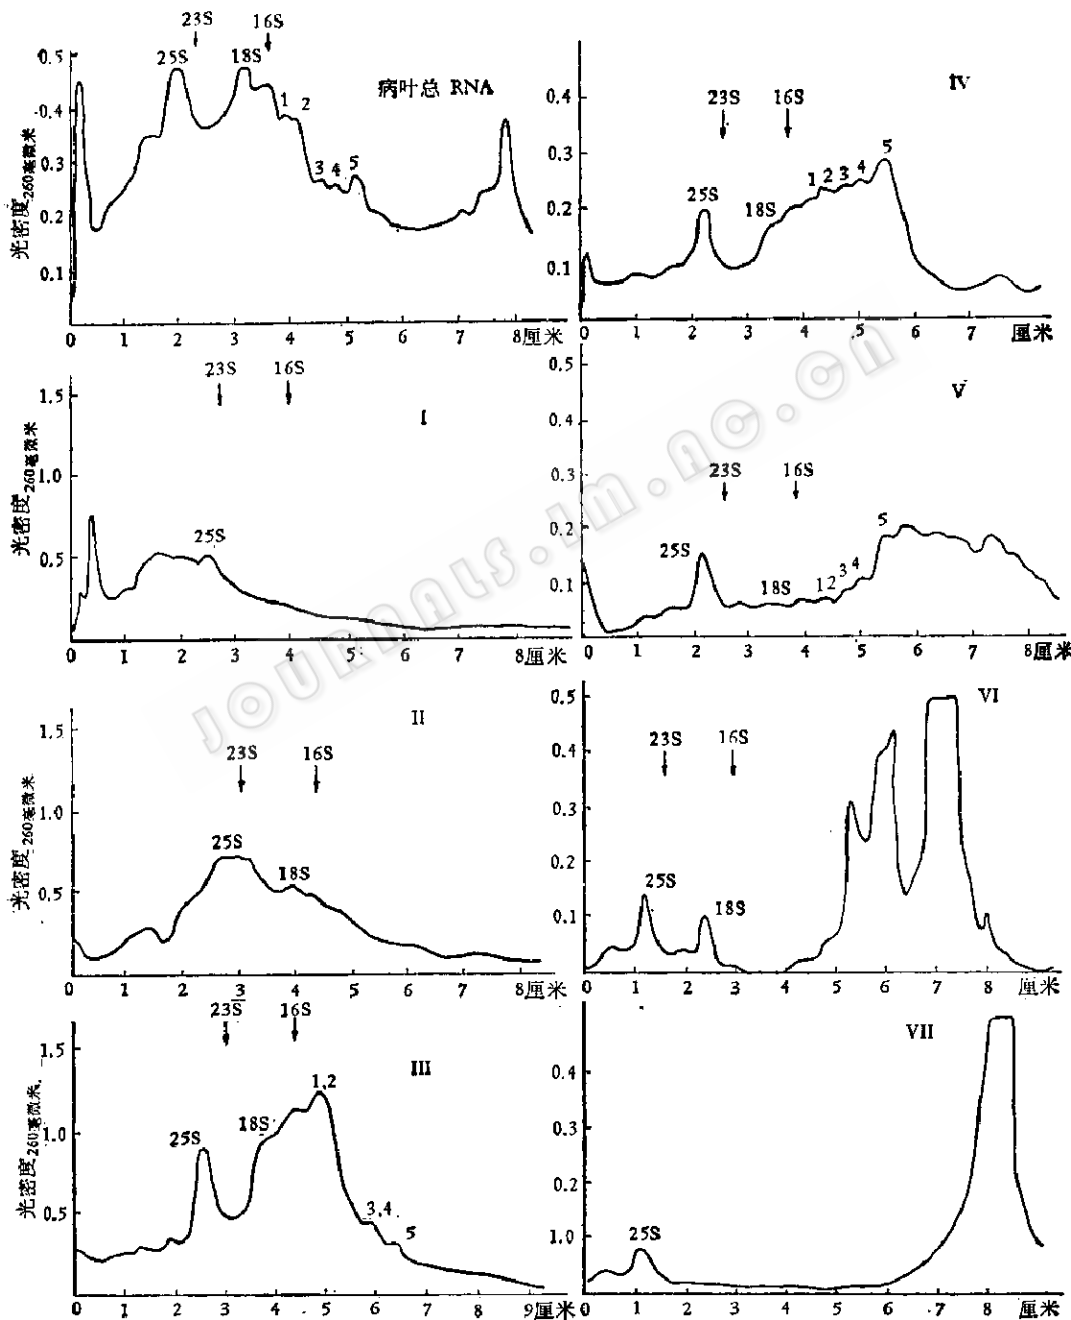 23S 16S
0.5 25S 18S
病叶总 RNA
0.4 1 2
0.3 3 4 5
0.2
0.1
光密度260毫微米
0 1 2 3 4 5 6 7 8厘米
IV
0.4 23S 16S
0.3 1 2 3 4 5
0.2 25S 18S
0.1
0 1 2 3 4 5 6 7 厘米
23S 16S
1.5 I
1.0
0.5 25S
光密度260毫微米
0 1 2 3 4 5 6 7 8厘米
0.5
V
0.4
0.3 23S 16S
0.2 5
25S
0.1 18S 12 3 4
0 1 2 3 4 5 6 7 8厘米
1.5 II
23S 16S
1.0
25S
0.5 18S
光密度260毫微米
0 1 2 3 4 5 6 7 8厘米
0.5 VI
23S 16S
0.4
0.3
0.2
25S
0.1 18S
0 1 2 3 4 5 6 7 8厘米
23S 16S
1.5 III
1,2
1.0 25S 18S
0.5 3,4 5
光密度260毫微米
0 1 2 3 4 5 6 7 8 9厘米
VII
0.4
0.3
0.2
1.0 25S
0 1 2 3 4 5 6 7 8厘米
JOURNALS.IM.AC.CN